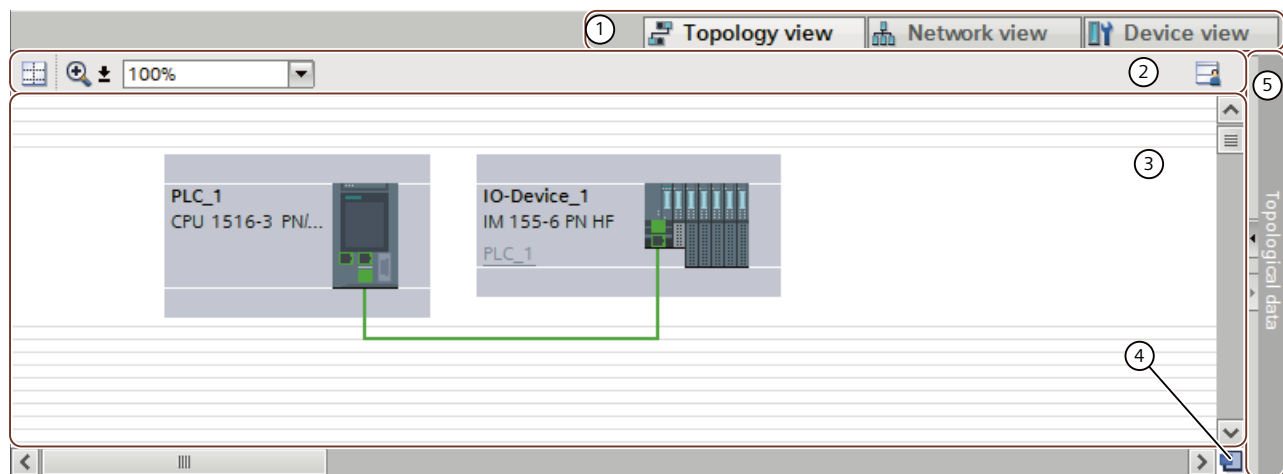 1 Topology view Network view Device view
100% 2
5
3
PLC_1 IO-Device_1
CPU 1516-3 PN/... IM 155-6 PN HF
PLC_1
Topological data
4